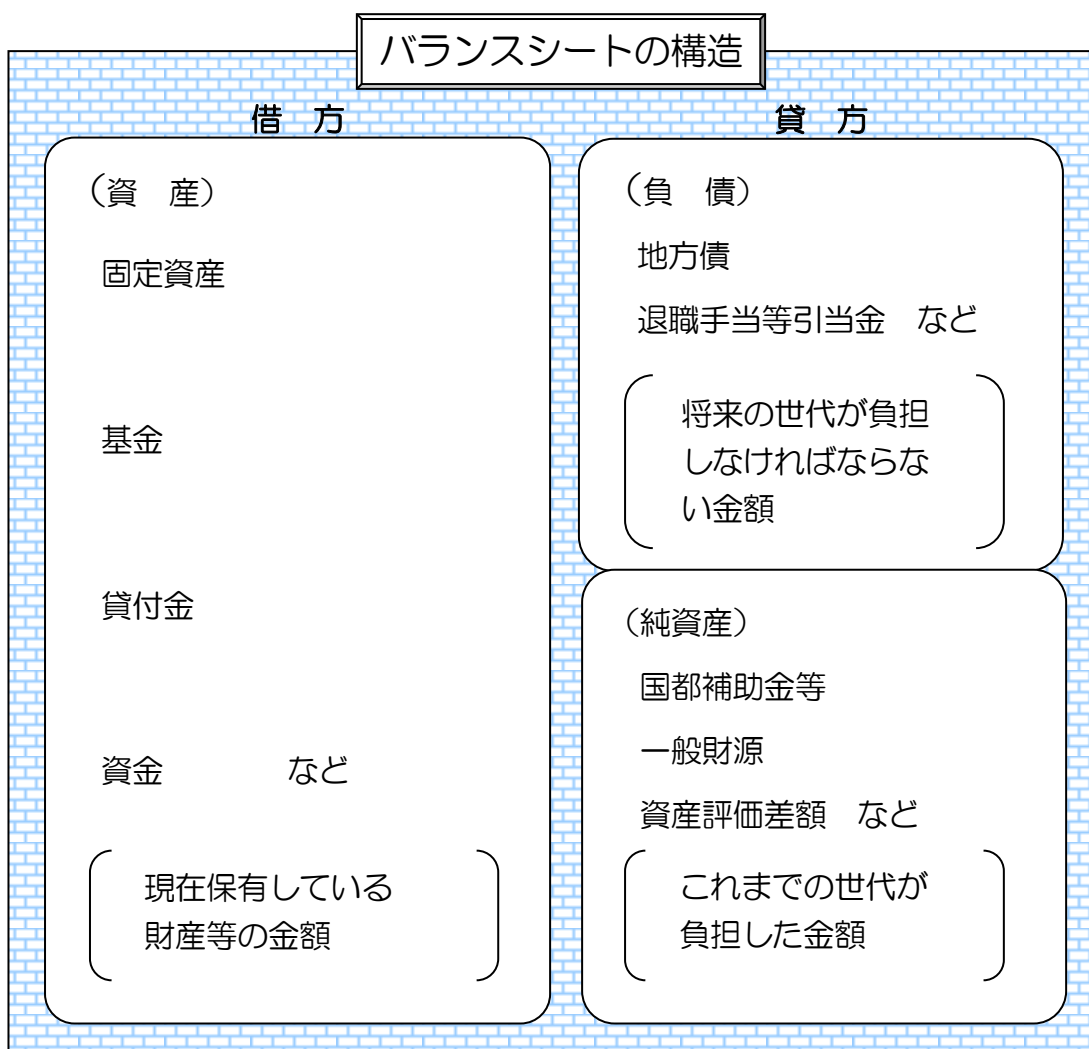 バランスシートの構造
借　方
（資　産）
固定資産
基金
貸付金
資金　　　　など
現在保有している
財産等の金額
貸　方
（負　債）
地方債
退職手当等引当金　など
将来の世代が負担
しなければならな
い金額
（純資産）
国都補助金等
一般財源
資産評価差額　など
これまでの世代が
負担した金額